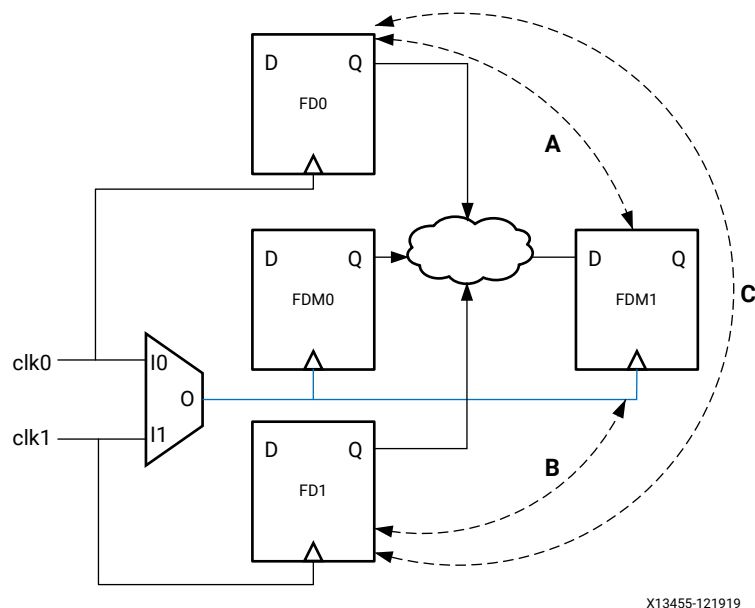 D Q
FD0
A
D Q
FDM0
D Q
FDM1
C
clk0
I0
O
clk1
I1
D Q
FD1
B
X13455-121919